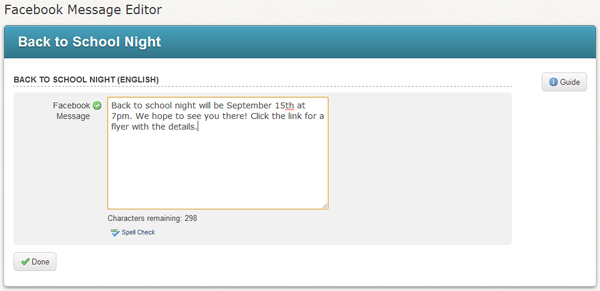 Facebook Message Editor
Back to School Night
BACK TO SCHOOL NIGHT (ENGLISH)
Guide
Facebook
Message
Back to school night will be September 15th at
7pm. We hope to see you there! Click the link for a
flyer with the details.
Characters remaining: 298
Spell Check
Done